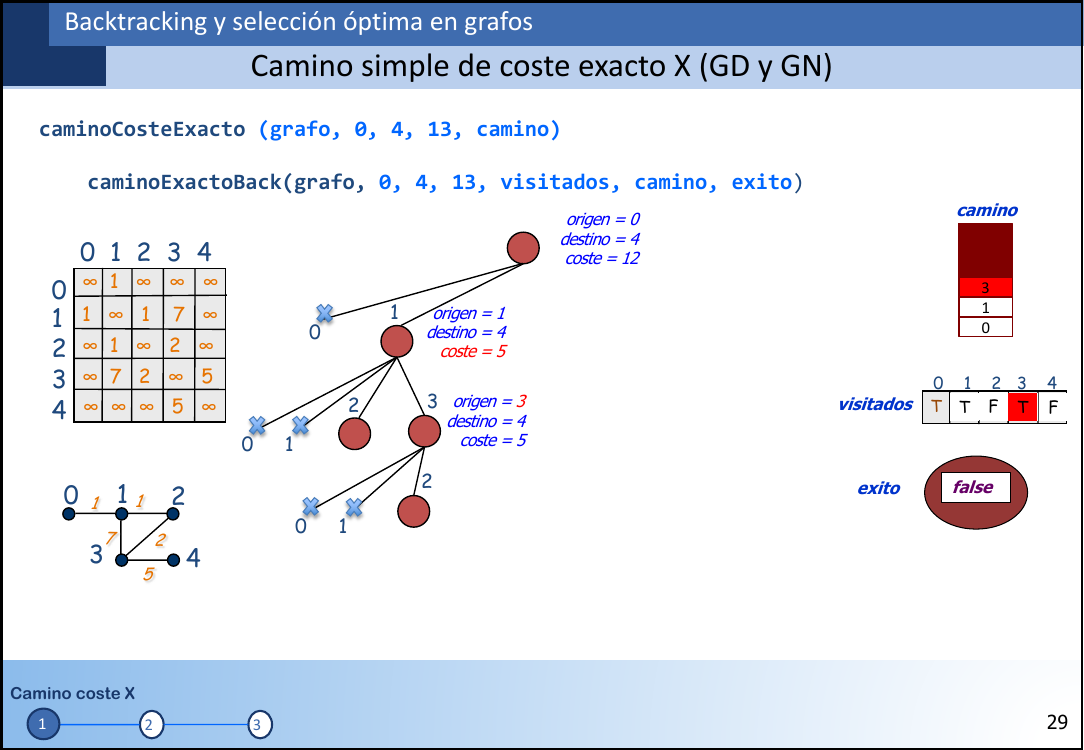 Backtracking y selección óptima en grafos
Camino simple de coste exacto X (GD y GN)
caminoCosteExacto (grafo, 0, 4, 13, camino)
caminoExactoBack(grafo, 0, 4, 13, visitados, camino, exito)
0 1 2 3 4
0 ∞ 1 ∞ ∞ ∞
1 1 ∞ 1 7 ∞
2 ∞ 1 ∞ 2 ∞
3 ∞ 7 2 ∞ 5
4 ∞ ∞ ∞ 5 ∞
0 1 1 1 2
7 2
3 4
5
origen = 0
destino = 4
coste = 12
0
1
origen = 1
destino = 4
coste = 5
0 1 2 3
origen = 3
destino = 4
coste = 5
0 1 2
camino
3
1
0
0 1 2 3 4
visitados T T F T F
exito false
Camino coste X
1 2 3
29